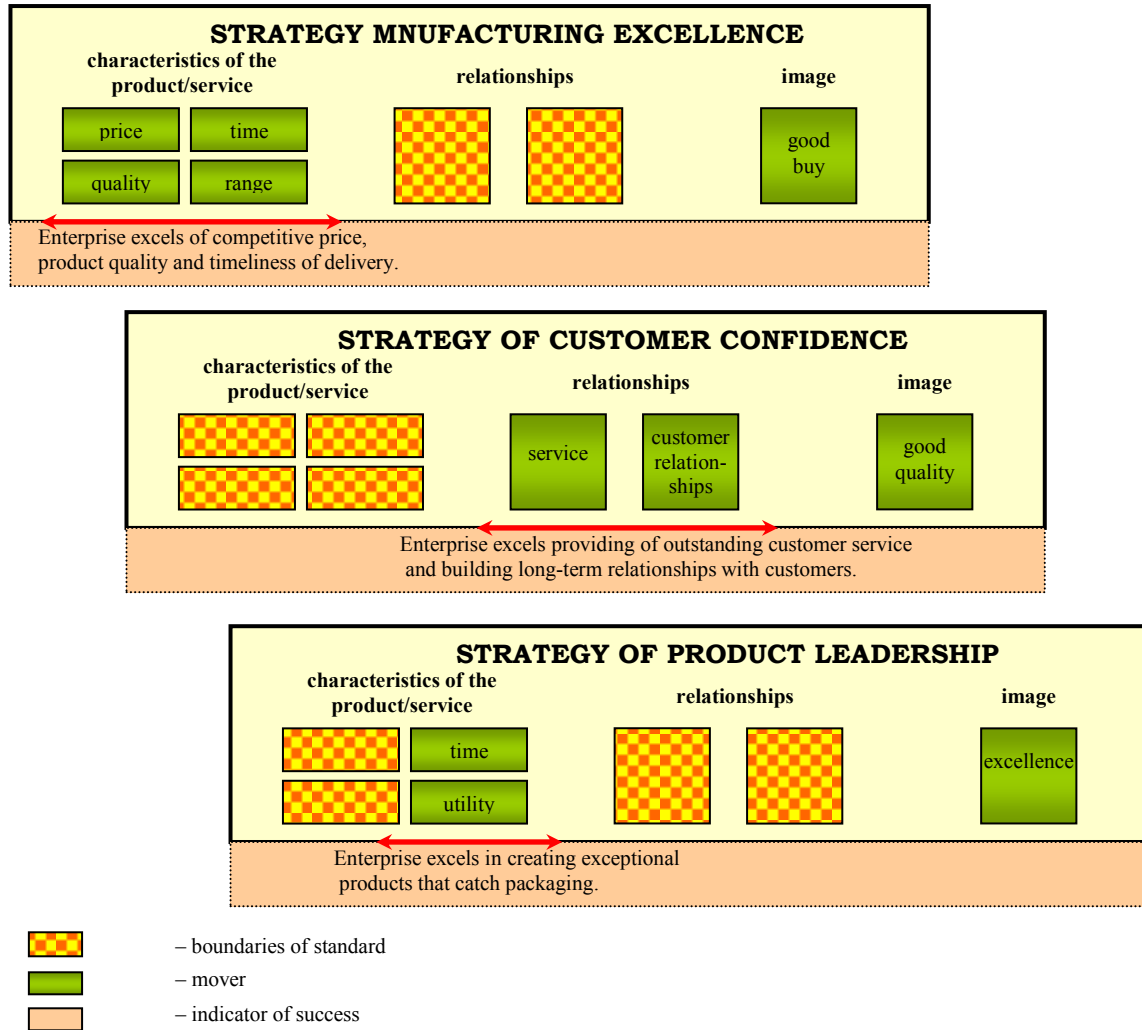 STRATEGY MNUFACTURING EXCELLENCE
characteristics of the
product/service
relationships
image
price
time
quality
range
good
buy
Enterprise excels of competitive price,
product quality and timeliness of delivery.
STRATEGY OF CUSTOMER CONFIDENCE
characteristics of the
product/service
relationships
image
service
customer
relation-
ships
good
quality
Enterprise excels providing of outstanding customer service
and building long-term relationships with customers.
STRATEGY OF PRODUCT LEADERSHIP
characteristics of the
product/service
relationships
image
time
utility
excellence
Enterprise excels in creating exceptional
products that catch packaging.
– boundaries of standard
– mover
– indicator of success